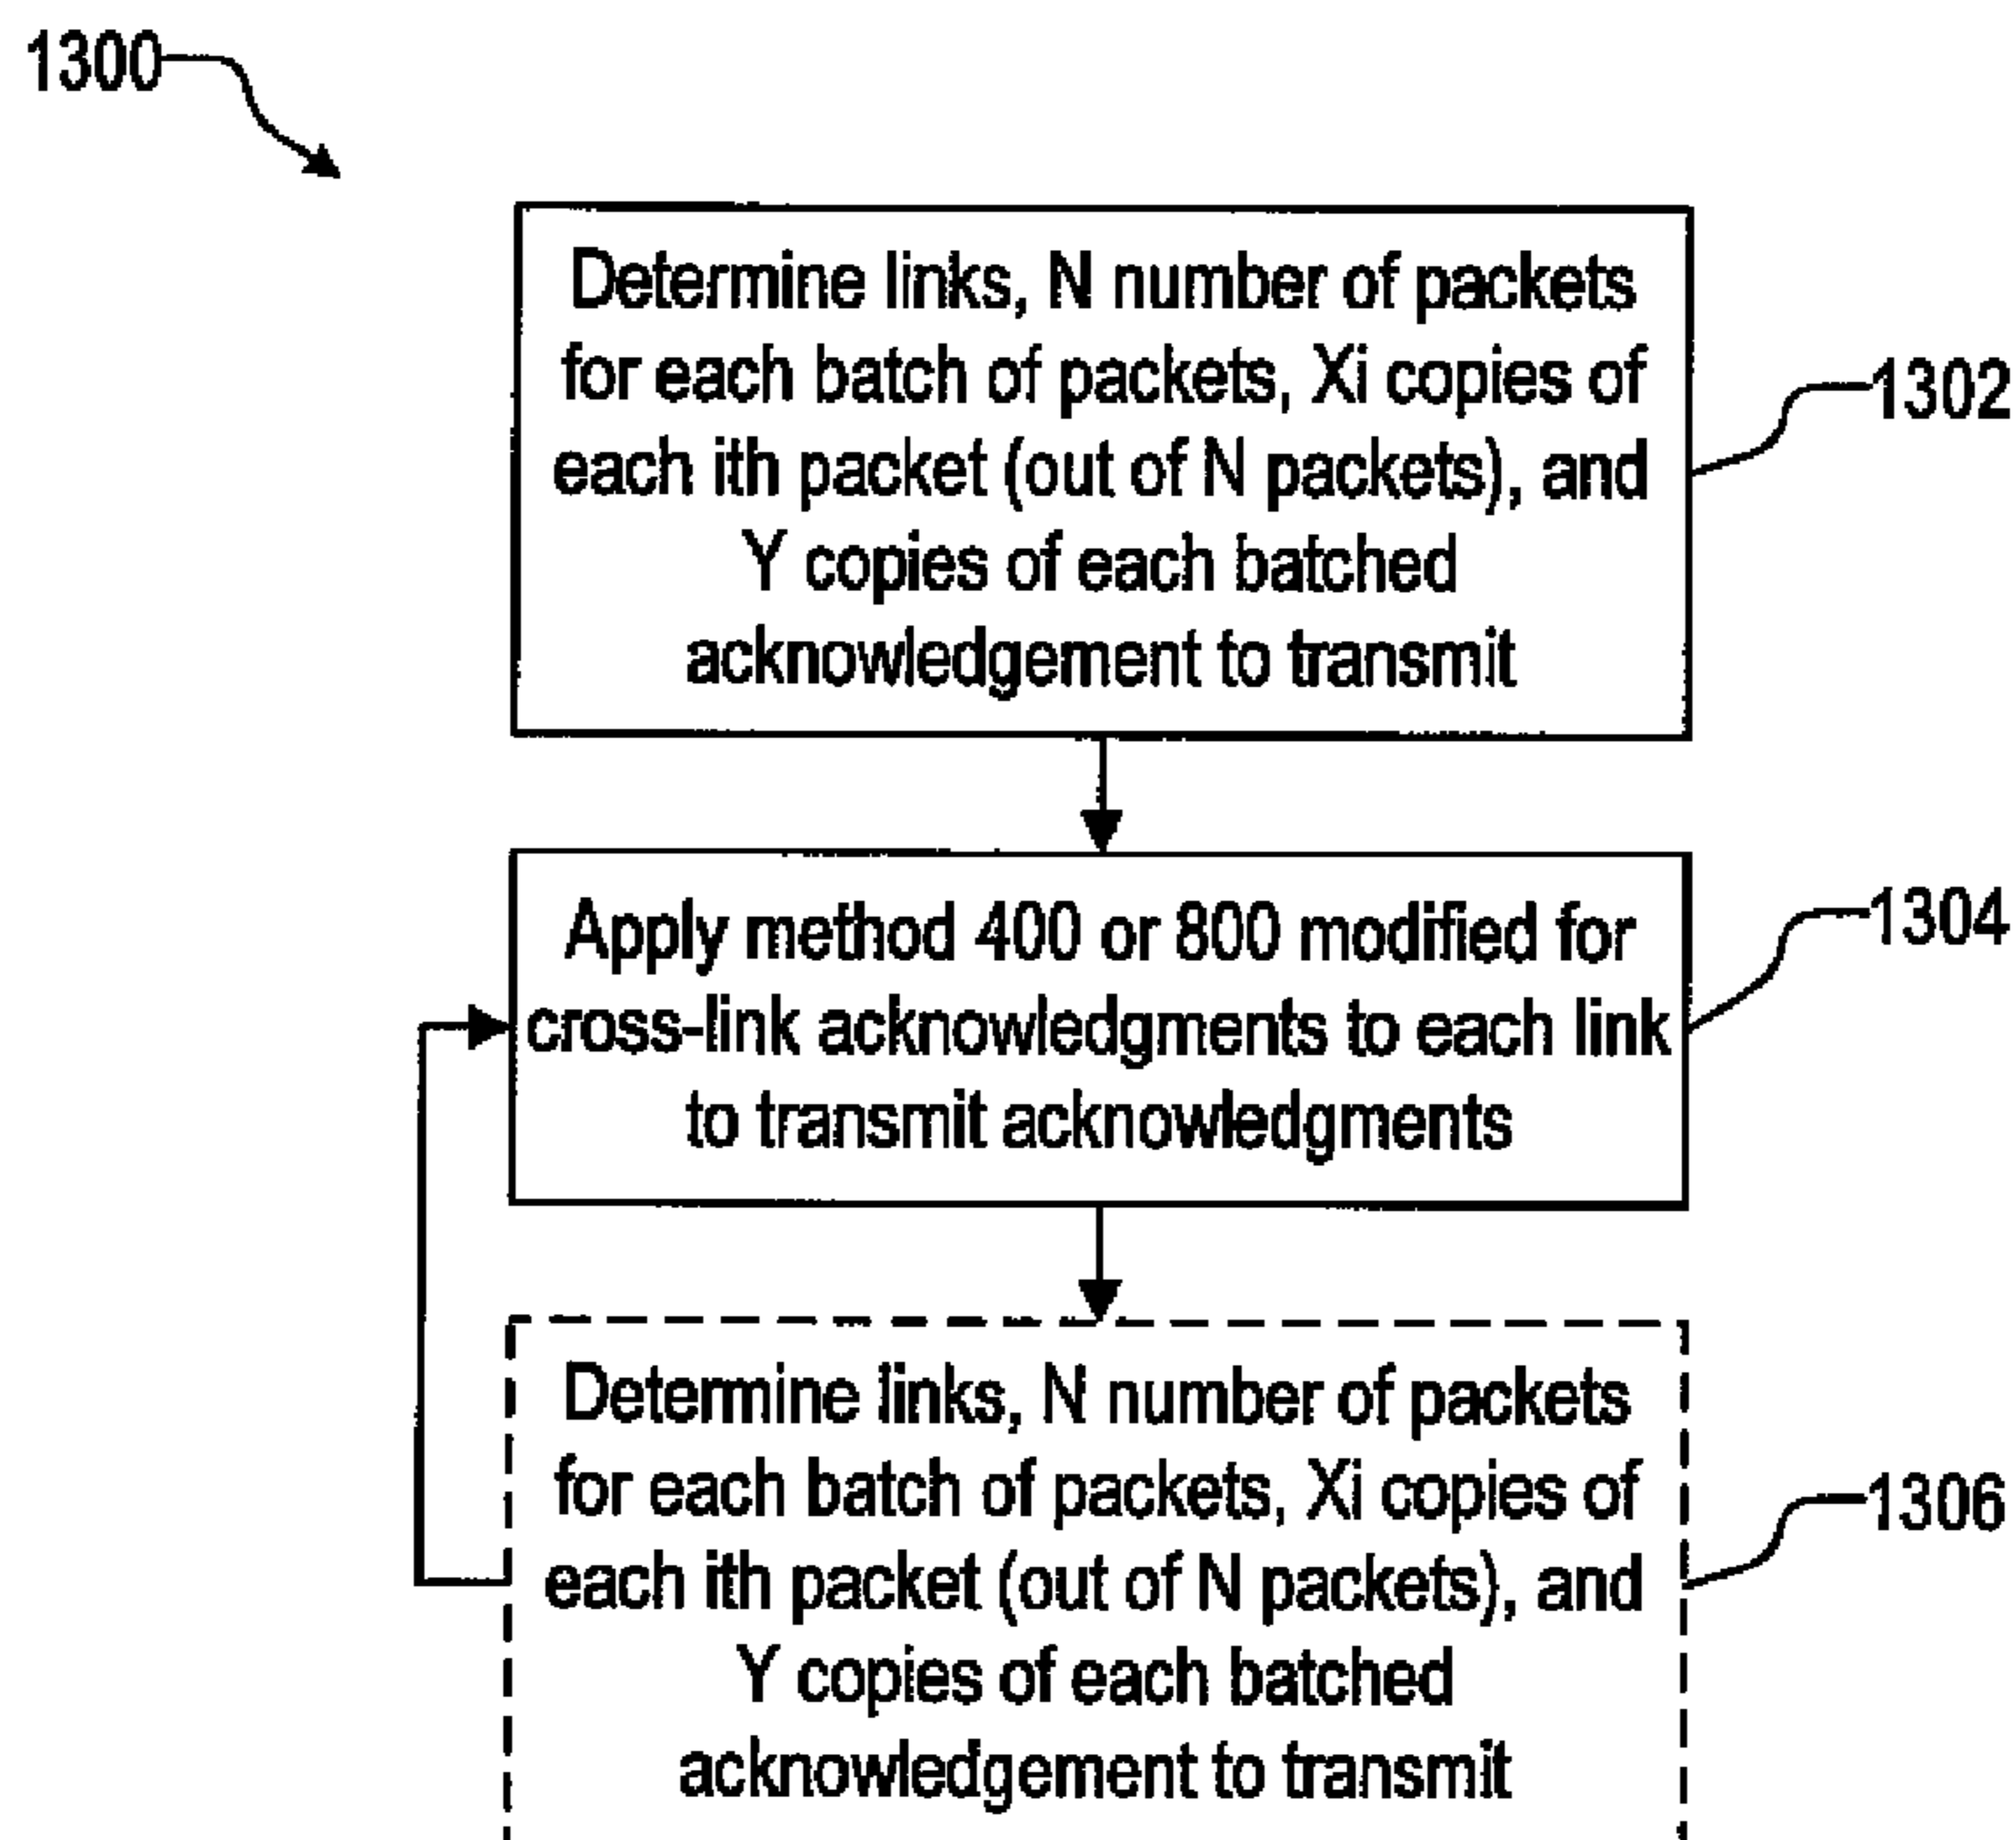 1300
Determine links, N number of packets
for each batch of packets, Xi copies of
each ith packet (out of N packets), and
Y copies of each batched
acknowledgement to transmit
1302
Apply method 400 or 800 modified for
cross-link acknowledgments to each link
to transmit acknowledgments
1304
Determine links, N number of packets
for each batch of packets, Xi copies of
each ith packet (out of N packets), and
Y copies of each batched
acknowledgement to transmit
1306